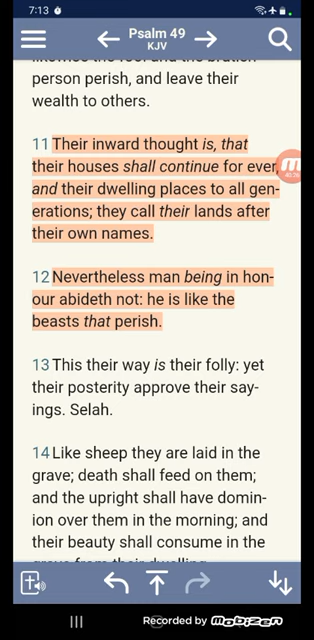 7:13
Psalm 49
KJV
person perish, and leave their
wealth to others.
11 Their inward thought is, that
their houses shall continue for ever,
and their dwelling places to all gen-
erations; they call their lands after
their own names.
12 Nevertheless man being in hon-
our abideth not: he is like the
beasts that perish.
13 This their way is their folly: yet
their posterity approve their say-
ings. Selah.
14 Like sheep they are laid in the
grave; death shall feed on them;
and the upright shall have domin-
ion over them in the morning; and
their beauty shall consume in the
grave from their dwelling.
Recorded by mobizen